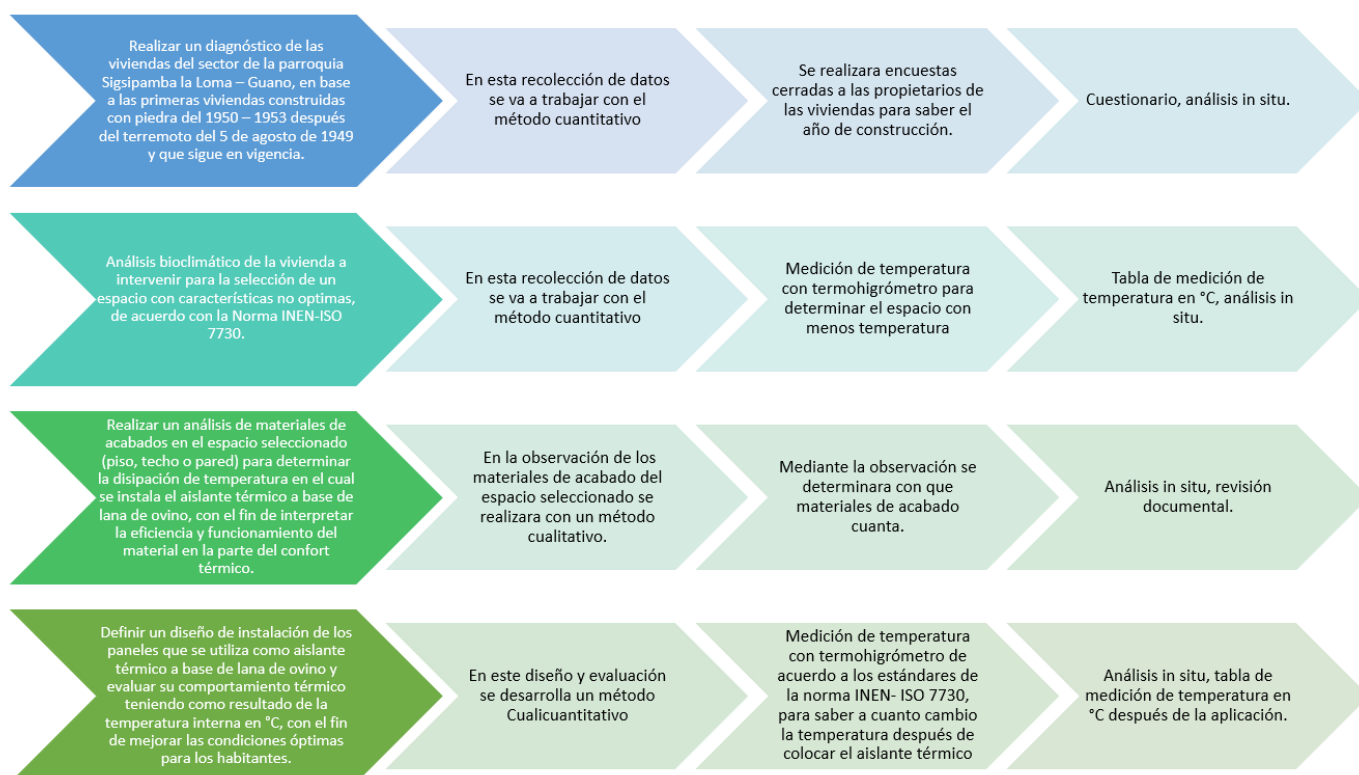 Realizar un diagnóstico de las
viviendas del sector de la parroquia
Sigsipamba la Loma – Guano, en base
a las primeras viviendas construidas
con piedra del 1950 – 1953 después
del terremoto del 5 de agosto de 1949
y que sigue en vigencia.
En esta recolección de datos
se va a trabajar con el
método cuantitativo
Se realizara encuestas
cerradas a las propietarios de
las viviendas para saber el
año de construcción.
Cuestionario, análisis in situ.
Análisis bioclimático de la vivienda a
intervenir para la selección de un
espacio con características no optimas,
de acuerdo con la Norma INEN-ISO
7730.
En esta recolección de datos
se va a trabajar con el
método cuantitativo
Medición de temperatura
con termohigrómetro para
determinar el espacio con
menos temperatura
Tabla de medición de
temperatura en °C, análisis in
situ.
Realizar un análisis de materiales de
acabados en el espacio seleccionado
(piso, techo o pared) para determinar
la disipación de temperatura en el cual
se instala el aislante térmico a base de
lana de ovino, con el fin de interpretar
la eficiencia y funcionamiento del
material en la parte del confort
térmico.
En la observación de los
materiales de acabado del
espacio seleccionado se
realizara con un método
cualitativo.
Mediante la observación se
determinara con que
materiales de acabado
cuanta.
Análisis in situ, revisión
documental.
Definir un diseño de instalación de los
paneles que se utiliza como aislante
térmico a base de lana de ovino y
evaluar su comportamiento térmico
teniendo como resultado de la
temperatura interna en °C, con el fin
de mejorar las condiciones óptimas
para los habitantes.
En este diseño y evaluación
se desarrolla un método
Cualicuantitativo
Medición de temperatura
con termohigrómetro de
acuerdo a los estándares de
la norma INEN- ISO 7730,
para saber a cuanto cambio
la temperatura después de
colocar el aislante térmico
Análisis in situ, tabla de
medición de temperatura en
°C después de la aplicación.